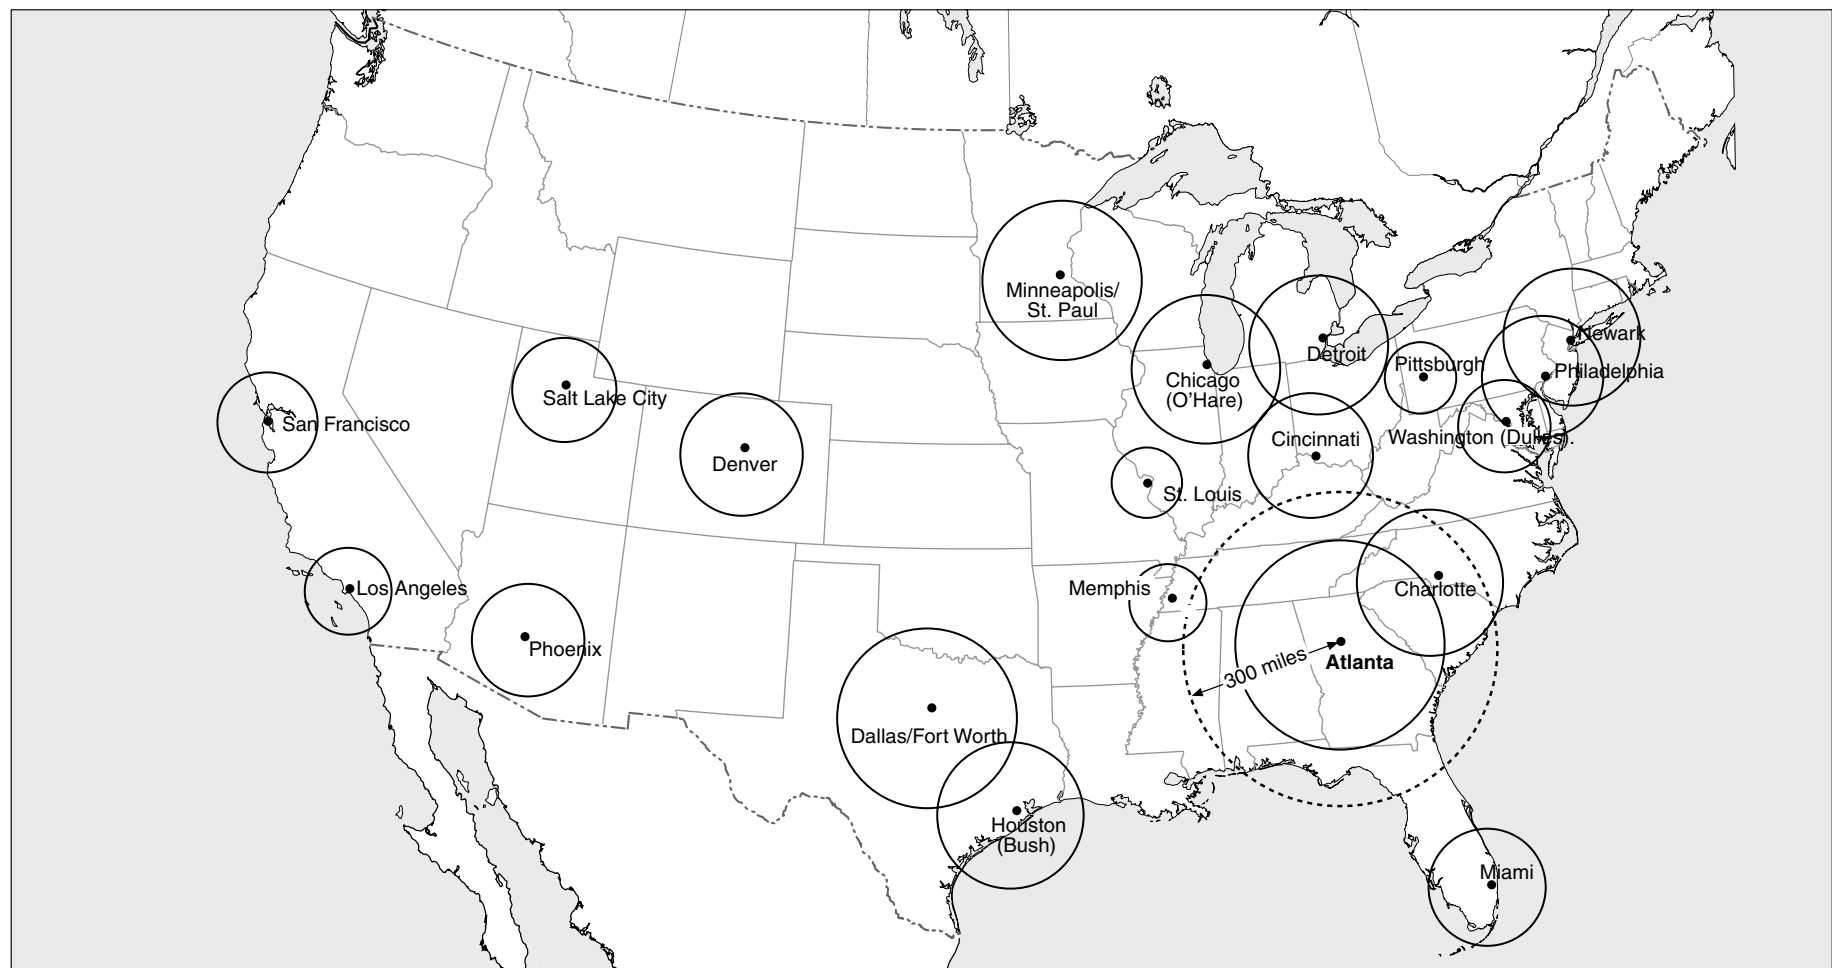 Minneapolis/
St. Paul
Newark
Detroit
Pittsburgh
Philadelphia
Chicago
(O'Hare)
Salt Lake City
San Francisco
Cincinnati
Washington (Dulles).
Denver
St. Louis
Los Angeles
Memphis
Charlotte
Phoenix
300 miles
Atlanta
Dallas/Fort Worth
Houston
(Bush)
Miami